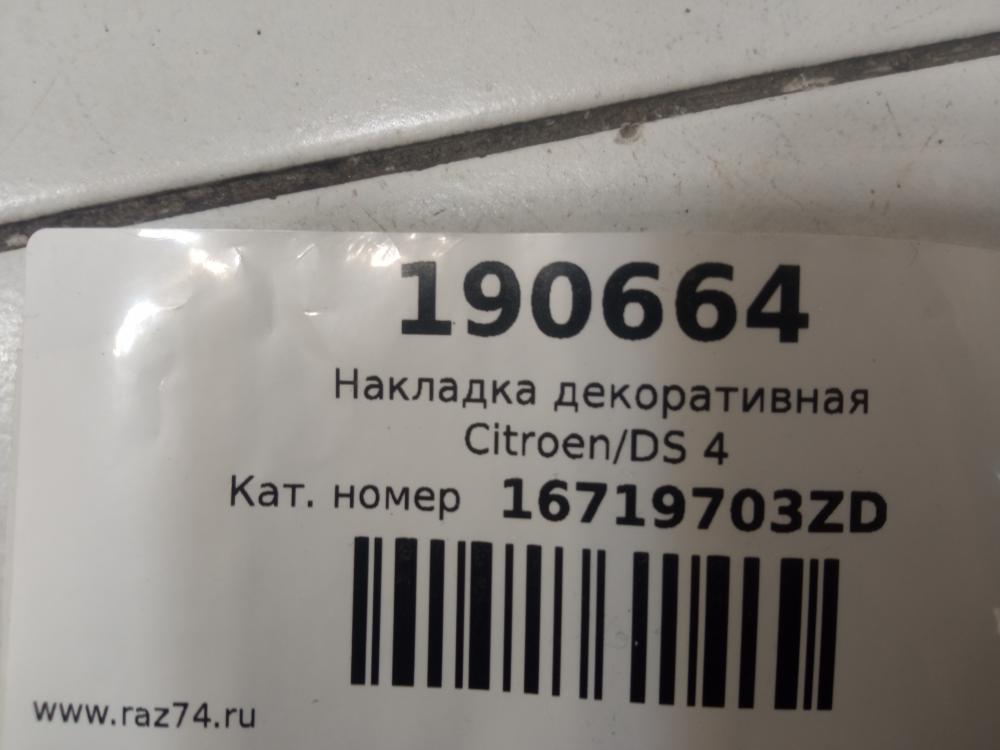 190664
Накладка декоративная
Citroen/DS 4
Кат. номер 16719703ZD
www.raz74.ru